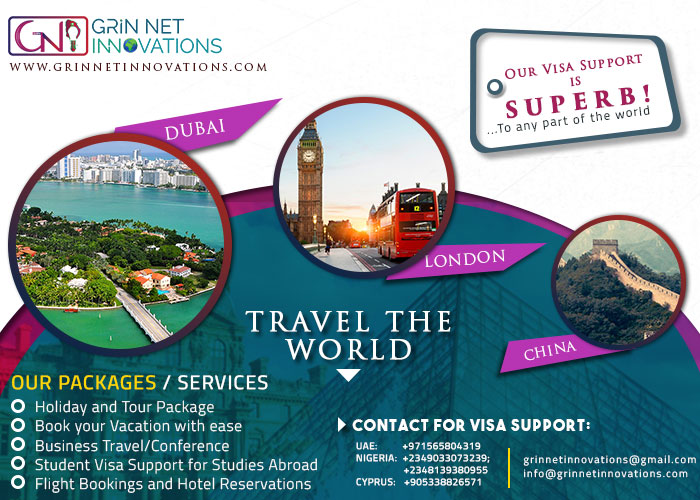 GN
GRiN NET
INNOVATIONS
WWW.GRINNETINNOVATIONS.COM
OUR VISA SUPPORT
IS
SUPERB!
...To any part of the world
DUBAI
LONDON
CHINA
TRAVEL THE
WORLD
OUR PACKAGES / SERVICES
Holiday and Tour Package
Book your Vacation with ease
Business Travel/Conference
Student Visa Support for Studies Abroad
Flight Bookings and Hotel Reservations
CONTACT FOR VISA SUPPORT:
UAE: +971565804319
NIGERIA: +2349033073239;
+2348139380955
CYPRUS: +905338826571
grinnetinnovations@gmail.com
info@grinnetinnovations.com